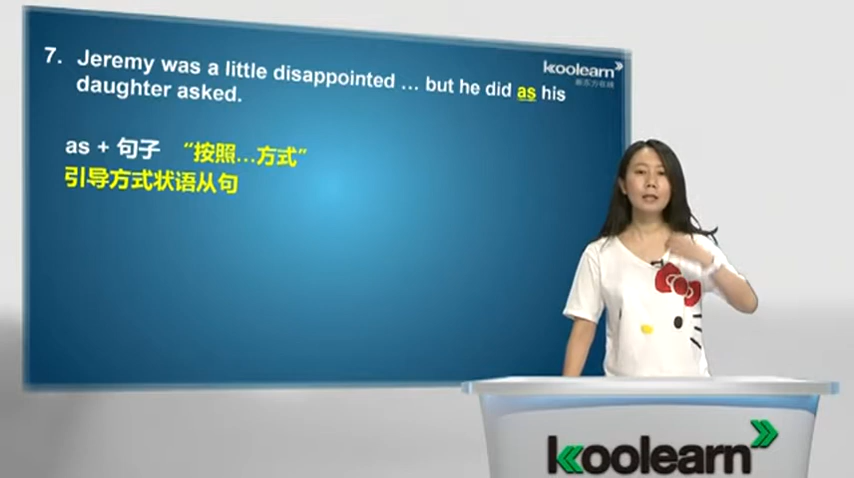 7. Jeremy was a little disappointed ... but he did as his
daughter asked.
koolearn
新东方在线
as + 句子 “按照...方式”
引导方式状语从句
koolearn